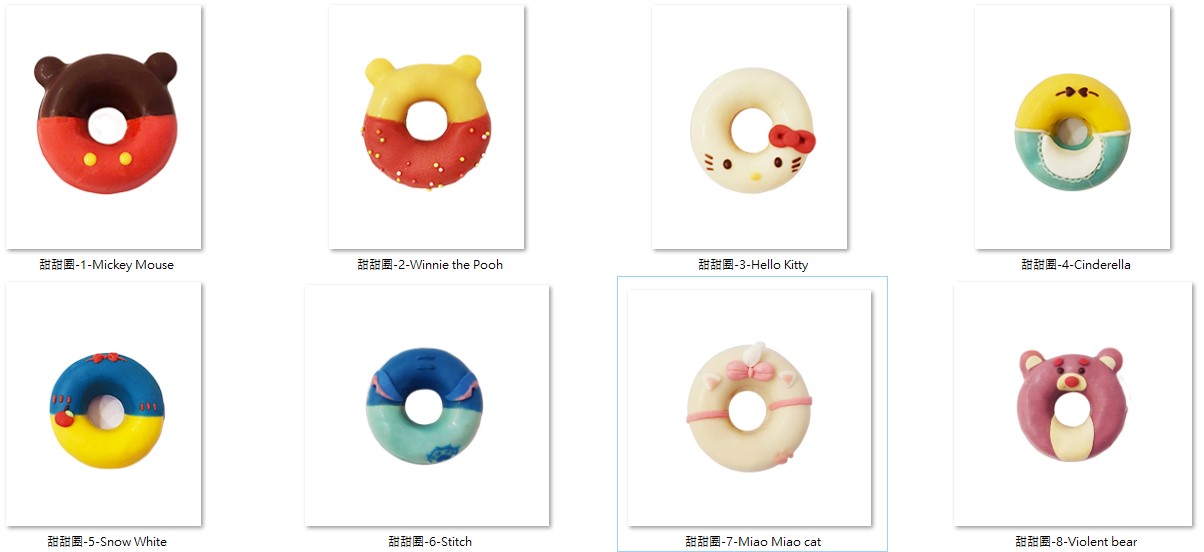 甜甜圈-1-Mickey Mouse
甜甜圈-2-Winnie the Pooh
甜甜圈-3-Hello Kitty
甜甜圈-4-Cinderella
甜甜圈-5-Snow White
甜甜圈-6-Stitch
甜甜圈-7-Miao Miao cat
甜甜圈-8-Violent bear